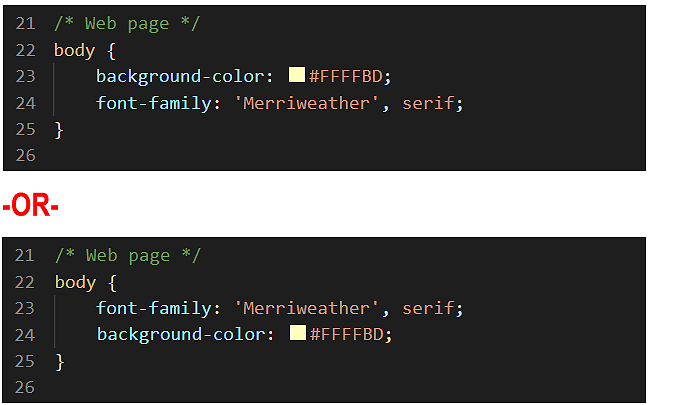 21 /* Web page */
22 body {
23 background-color: #FFFFBD;
24 font-family: 'Merriweather', serif;
25 }
26
-OR-
21 /* Web page */
22 body {
23 font-family: 'Merriweather', serif;
24 background-color: #FFFFBD;
25 }
26